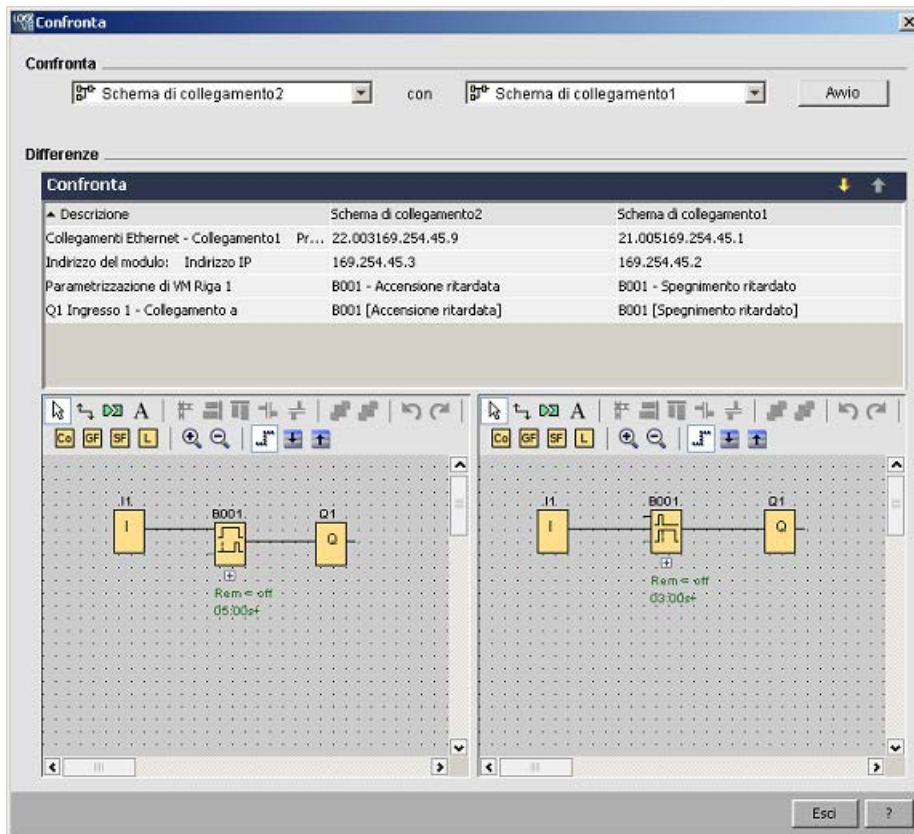 Confronta
Confronta
Schema di collegamento2 con Schema di collegamento1 Avvio
Differenze
Confronta
Descrizione Schema di collegamento2 Schema di collegamento1
Collegamenti Ethernet - Collegamento1 Pr... 22.003169.254.45.9 21.005169.254.45.1
Indirizzo del modulo: Indirizzo IP 169.254.45.3 169.254.45.2
Parametrizzazione di VM Riga 1 B001 - Accensione ritardata B001 - Spegnimento ritardato
Q1 Ingresso 1 - Collegamento a B001 [Accensione ritardata] B001 [Spegnimento ritardato]
A A
Co GF SF L Co GF SF L
I1 B001 Q1 I1 B001 Q1
I Q I Q
Rem = off Rem = off
05:00s+ 03:00s+
Esci ?